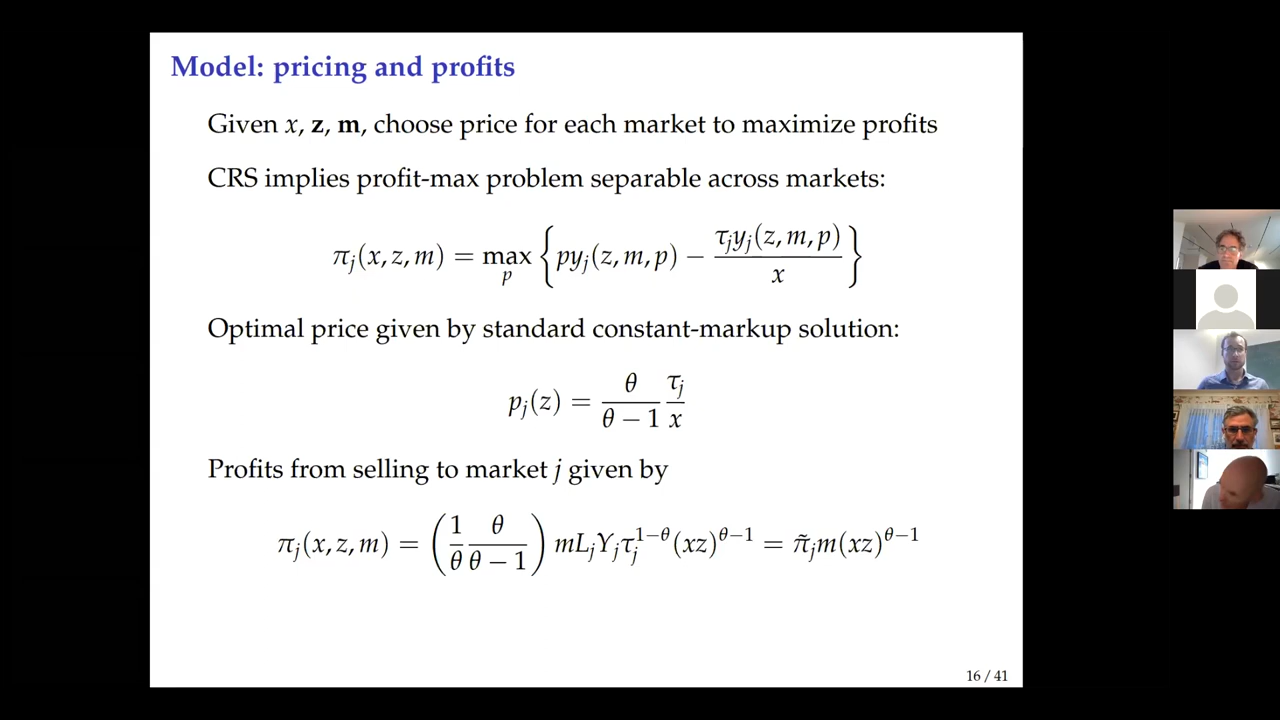 Model: pricing and profits
Given x, z, m, choose price for each market to maximize profits
CRS implies profit-max problem separable across markets:
π_j(x, z, m) = max_p { p y_j(z, m, p) − τ_j y_j(z, m, p) / x }
Optimal price given by standard constant-markup solution:
p_j(z) = θ / (θ − 1) τ_j / x
Profits from selling to market j given by
π_j(x, z, m) = ( 1/θ θ/(θ − 1) ) m L_j Y_j τ_j^{1−θ} (xz)^{θ−1} = π̃_j m(xz)^{θ−1}
16 / 41